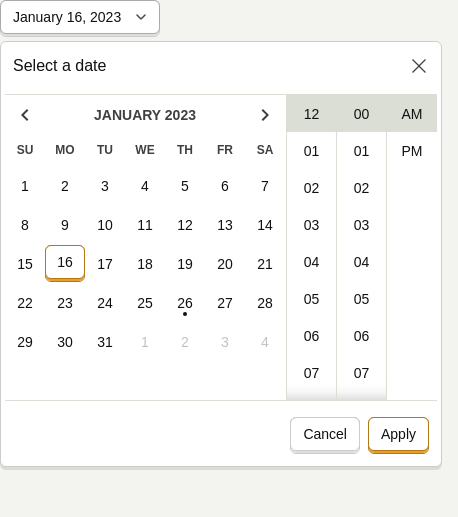 January 16, 2023
Select a date
JANUARY 2023
SU MO TU WE TH FR SA
1 2 3 4 5 6 7
8 9 10 11 12 13 14
15 16 17 18 19 20 21
22 23 24 25 26 27 28
29 30 31 1 2 3 4
12 00 AM
01 01 PM
02 02
03 03
04 04
05 05
06 06
07 07
Cancel Apply